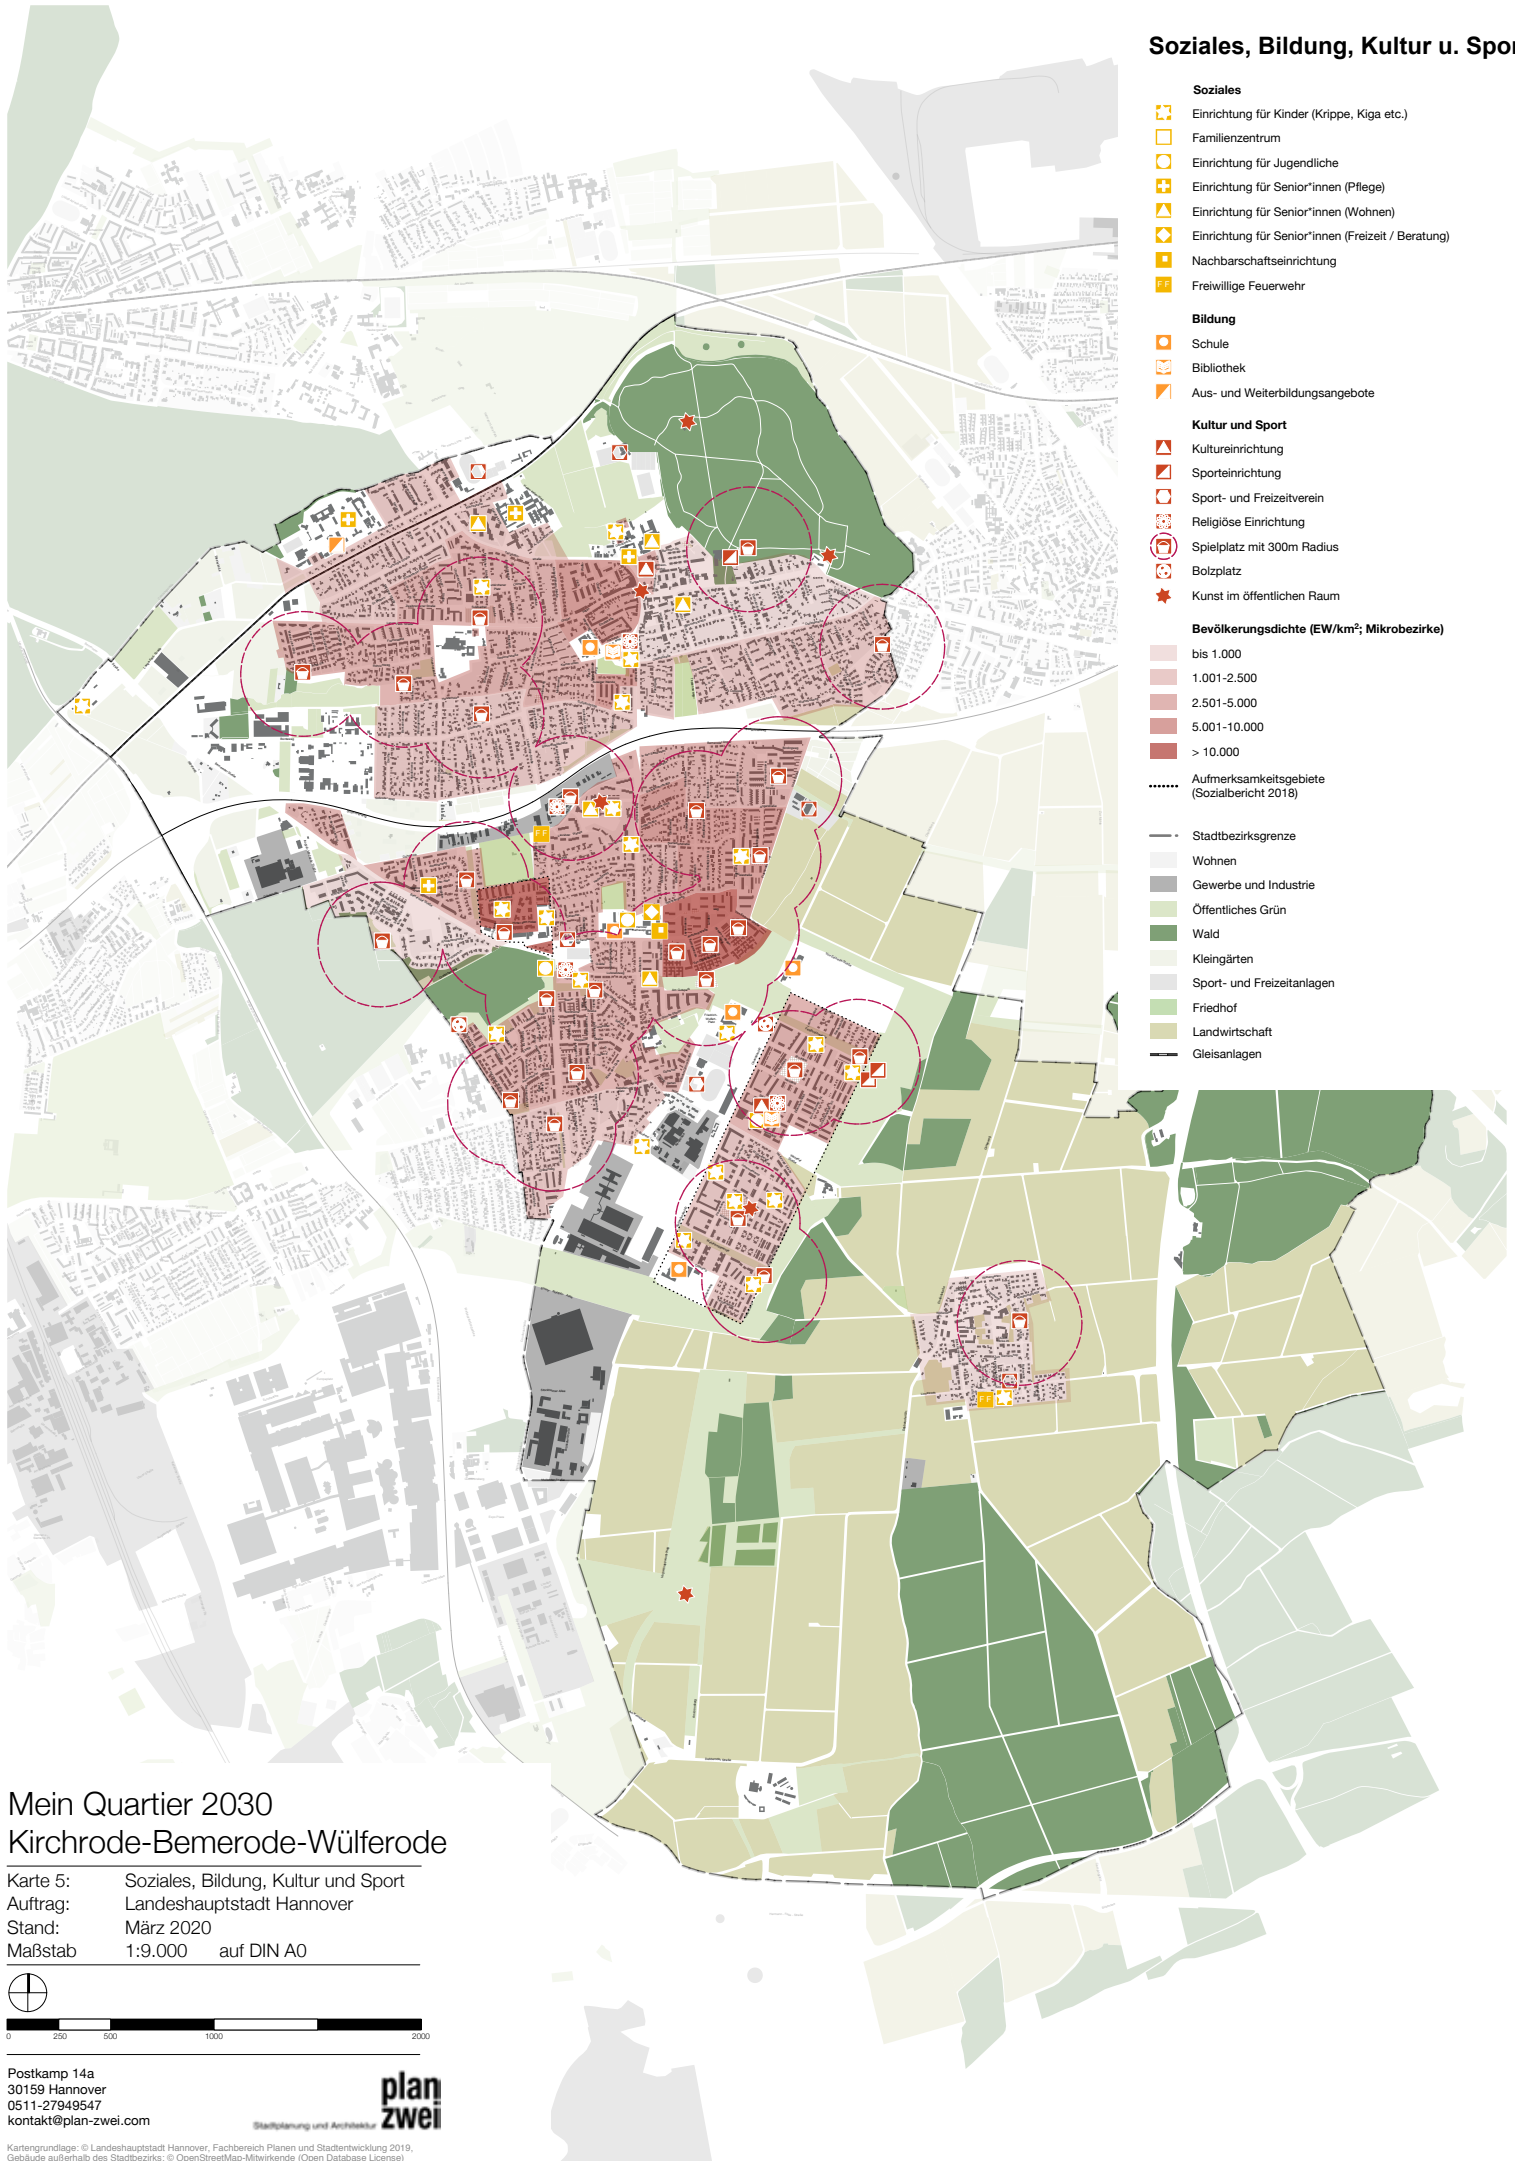 Soziales, Bildung, Kultur u. Spor
Soziales
Einrichtung für Kinder (Krippe, Kiga etc.)
Familienzentrum
Einrichtung für Jugendliche
Einrichtung für Senior*innen (Pflege)
Einrichtung für Senior*innen (Wohnen)
Einrichtung für Senior*innen (Freizeit / Beratung)
Nachbarschaftseinrichtung
FF Freiwillige Feuerwehr
Bildung
Schule
Bibliothek
Aus- und Weiterbildungsangebote
Kultur und Sport
Kultureinrichtung
Sporteinrichtung
Sport- und Freizeitverein
Religiöse Einrichtung
Spielplatz mit 300m Radius
Bolzplatz
Kunst im öffentlichen Raum
Bevölkerungsdichte (EW/km²; Mikrobezirke)
bis 1.000
1.001-2.500
2.501-5.000
5.001-10.000
> 10.000
Aufmerksamkeitsgebiete
(Sozialbericht 2018)
Stadtbezirksgrenze
Wohnen
Gewerbe und Industrie
Öffentliches Grün
Wald
Kleingärten
Sport- und Freizeitanlagen
Friedhof
Landwirtschaft
Gleisanlagen
FF
FF
Mein Quartier 2030
Kirchrode-Bemerode-Wülferode
Karte 5: Soziales, Bildung, Kultur und Sport
Auftrag: Landeshauptstadt Hannover
Stand: März 2020
Maßstab 1:9.000 auf DIN A0
0 250 500 1000 2000
Postkamp 14a
30159 Hannover
0511-27949547
kontakt@plan-zwei.com
plan
zwei
Stadtplanung und Architektur
Kartengrundlage: © Landeshauptstadt Hannover, Fachbereich Planen und Stadtentwicklung 2019,
Gebäude außerhalb des Stadtbezirks: © OpenStreetMap-Mitwirkende (Open Database License)